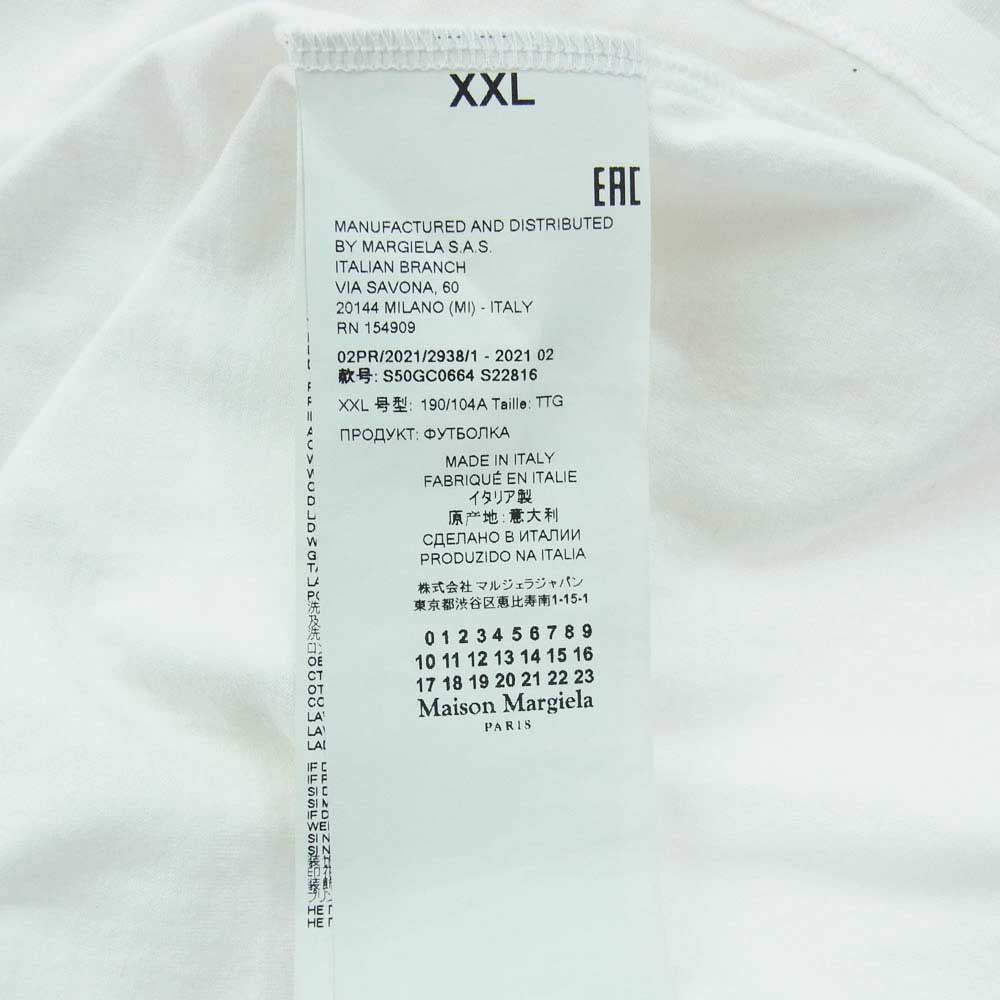 XXL
EAC
MANUFACTURED AND DISTRIBUTED
BY MARGIELA S.A.S.
ITALIAN BRANCH
VIA SAVONA, 60
20144 MILANO (MI) - ITALY
RN 154909
02PR/2021/2938/1 - 2021 02
款号: S50GC0664 S22816
XXL 号型: 190/104A Taille: TTG
ПРОДУКТ: ФУТБОЛКА
MADE IN ITALY
FABRIQUÉ EN ITALIE
イタリア製
原产地: 意大利
СДЕЛАНО В ИТАЛИИ
PRODUZIDO NA ITALIA
株式会社 マルジェラジャパン
東京都渋谷区恵比寿南1-15-1
0 1 2 3 4 5 6 7 8 9
10 11 12 13 14 15 16
17 18 19 20 21 22 23
Maison Margiela
PARIS